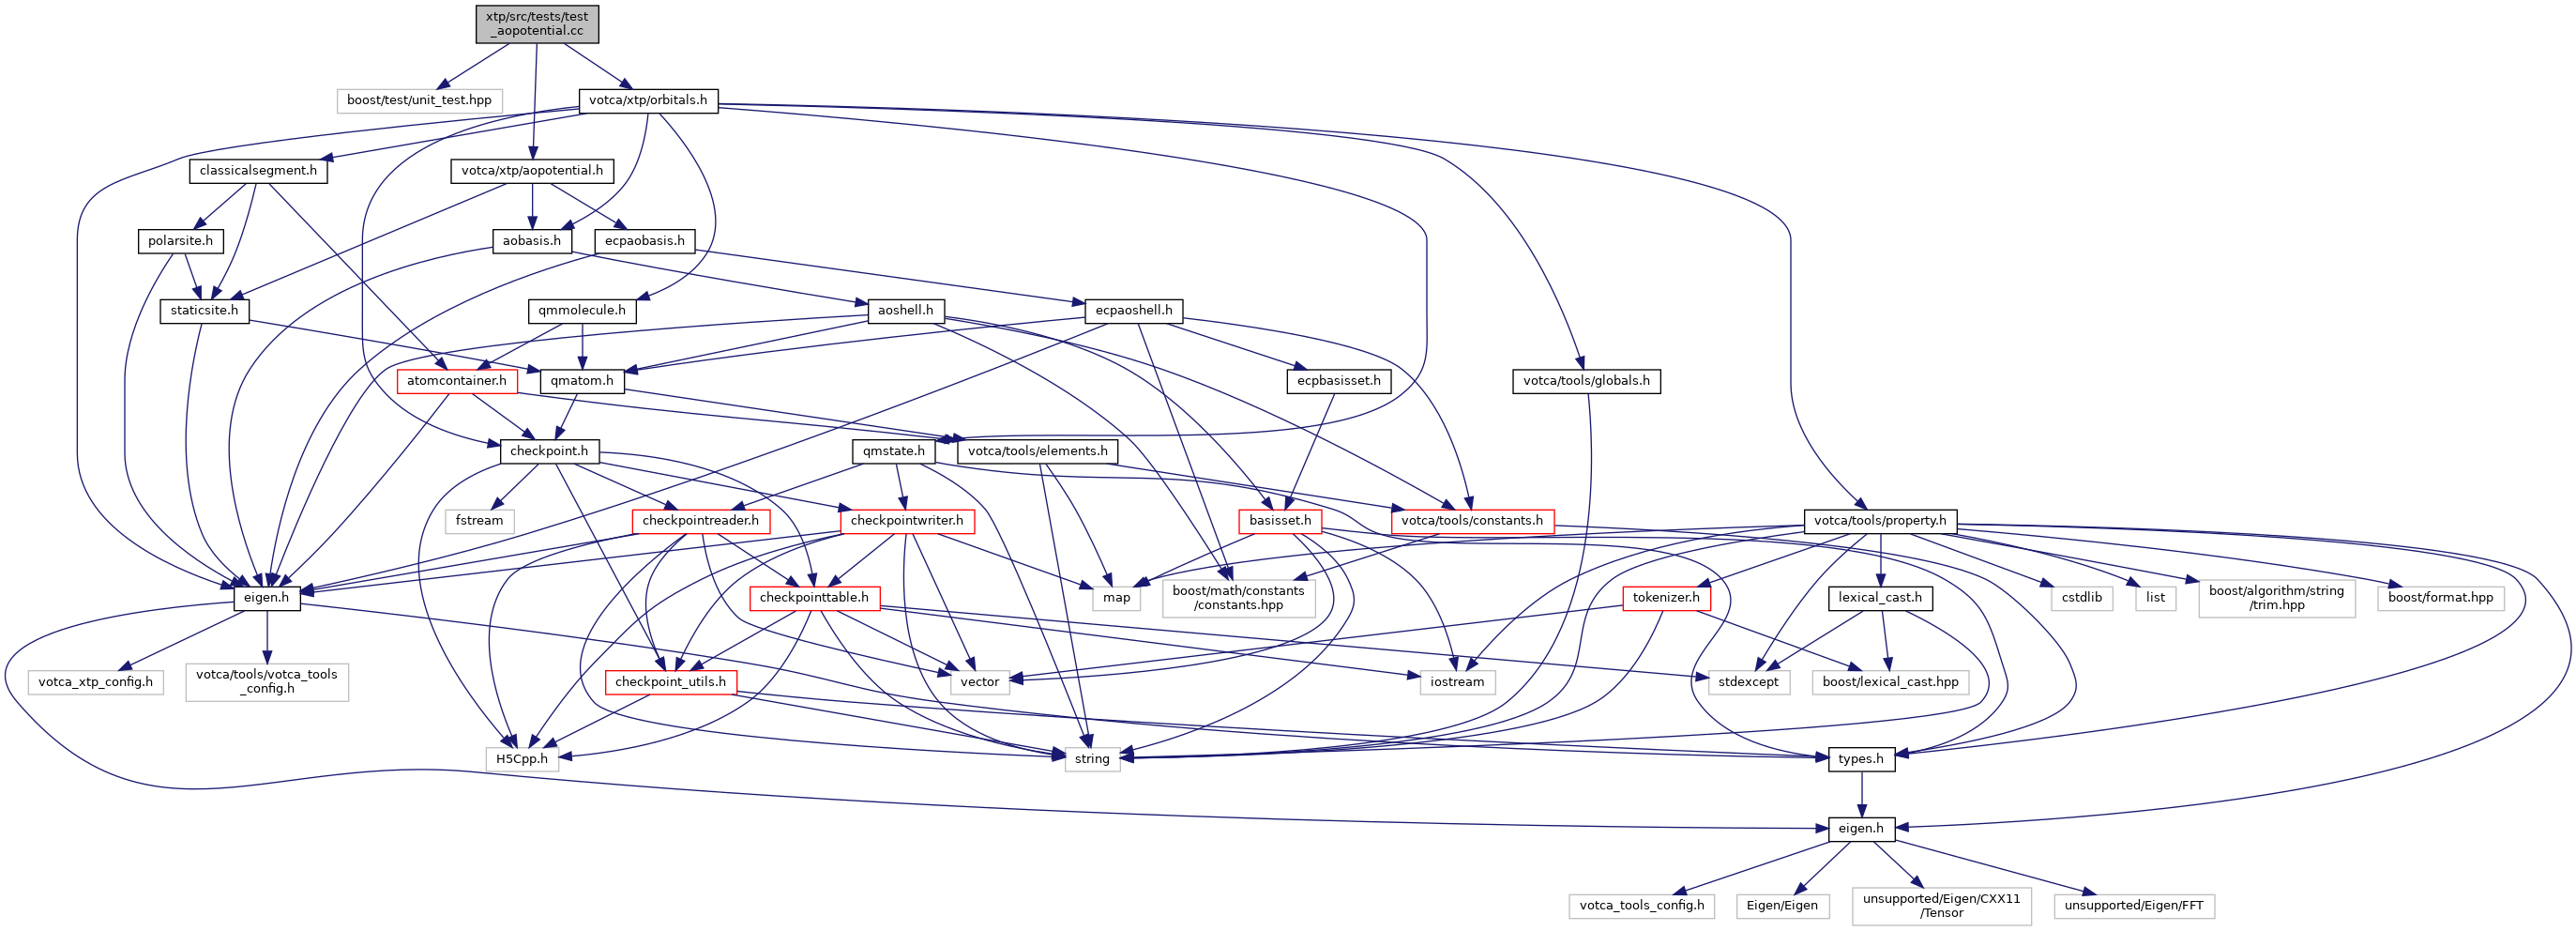 xtp/src/tests/test
_aopotential.cc
boost/test/unit_test.hpp
votca/xtp/orbitals.h
classicalsegment.h
votca/xtp/aopotential.h
polarsite.h
aobasis.h
ecpaobasis.h
staticsite.h
qmmolecule.h
aoshell.h
ecpaoshell.h
atomcontainer.h
qmatom.h
ecpbasisset.h
votca/tools/globals.h
checkpoint.h
qmstate.h
votca/tools/elements.h
fstream
checkpointreader.h
checkpointwriter.h
basisset.h
votca/tools/constants.h
votca/tools/property.h
eigen.h
checkpointtable.h
map
boost/math/constants
/constants.hpp
tokenizer.h
lexical_cast.h
cstdlib
list
boost/algorithm/string
/trim.hpp
boost/format.hpp
votca_xtp_config.h
votca/tools/votca_tools
_config.h
checkpoint_utils.h
vector
iostream
stdexcept
boost/lexical_cast.hpp
H5Cpp.h
string
types.h
eigen.h
votca_tools_config.h
Eigen/Eigen
unsupported/Eigen/CXX11
/Tensor
unsupported/Eigen/FFT